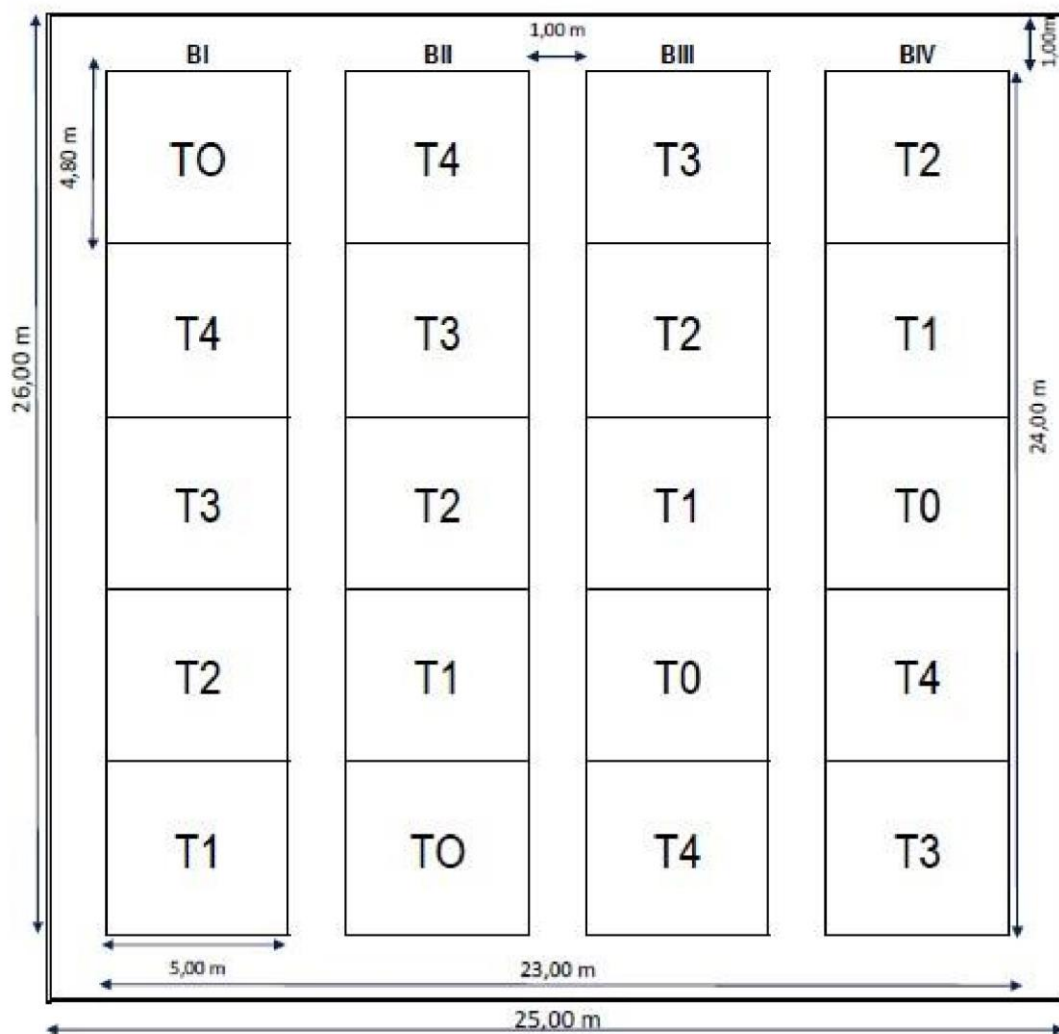 1,00 m
1,00m
BI BII BIII BIV
4,80 m
TO T4 T3 T2
T4 T3 T2 T1
26,00 m
24,00 m
T3 T2 T1 T0
T2 T1 T0 T4
T1 TO T4 T3
5,00 m
23,00 m
25,00 m